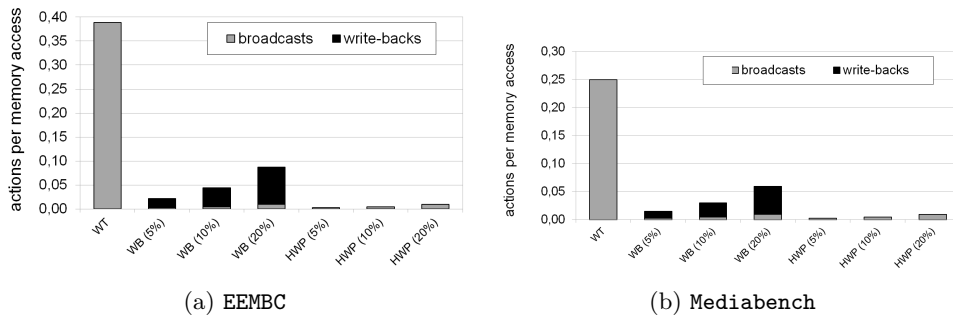 actions per memory access
0,40
0,35
0,30
0,25
0,20
0,15
0,10
0,05
0,00
broadcasts write-backs
WT WB (5%) WB (10%) WB (20%) HWP (5%) HWP (10%) HWP (20%)
(a) EEMBC
actions per memory access
0,30
0,25
0,20
0,15
0,10
0,05
0,00
broadcasts write-backs
WT WB (5%) WB (10%) WB (20%) HWP (5%) HWP (10%) HWP (20%)
(b) Mediabench